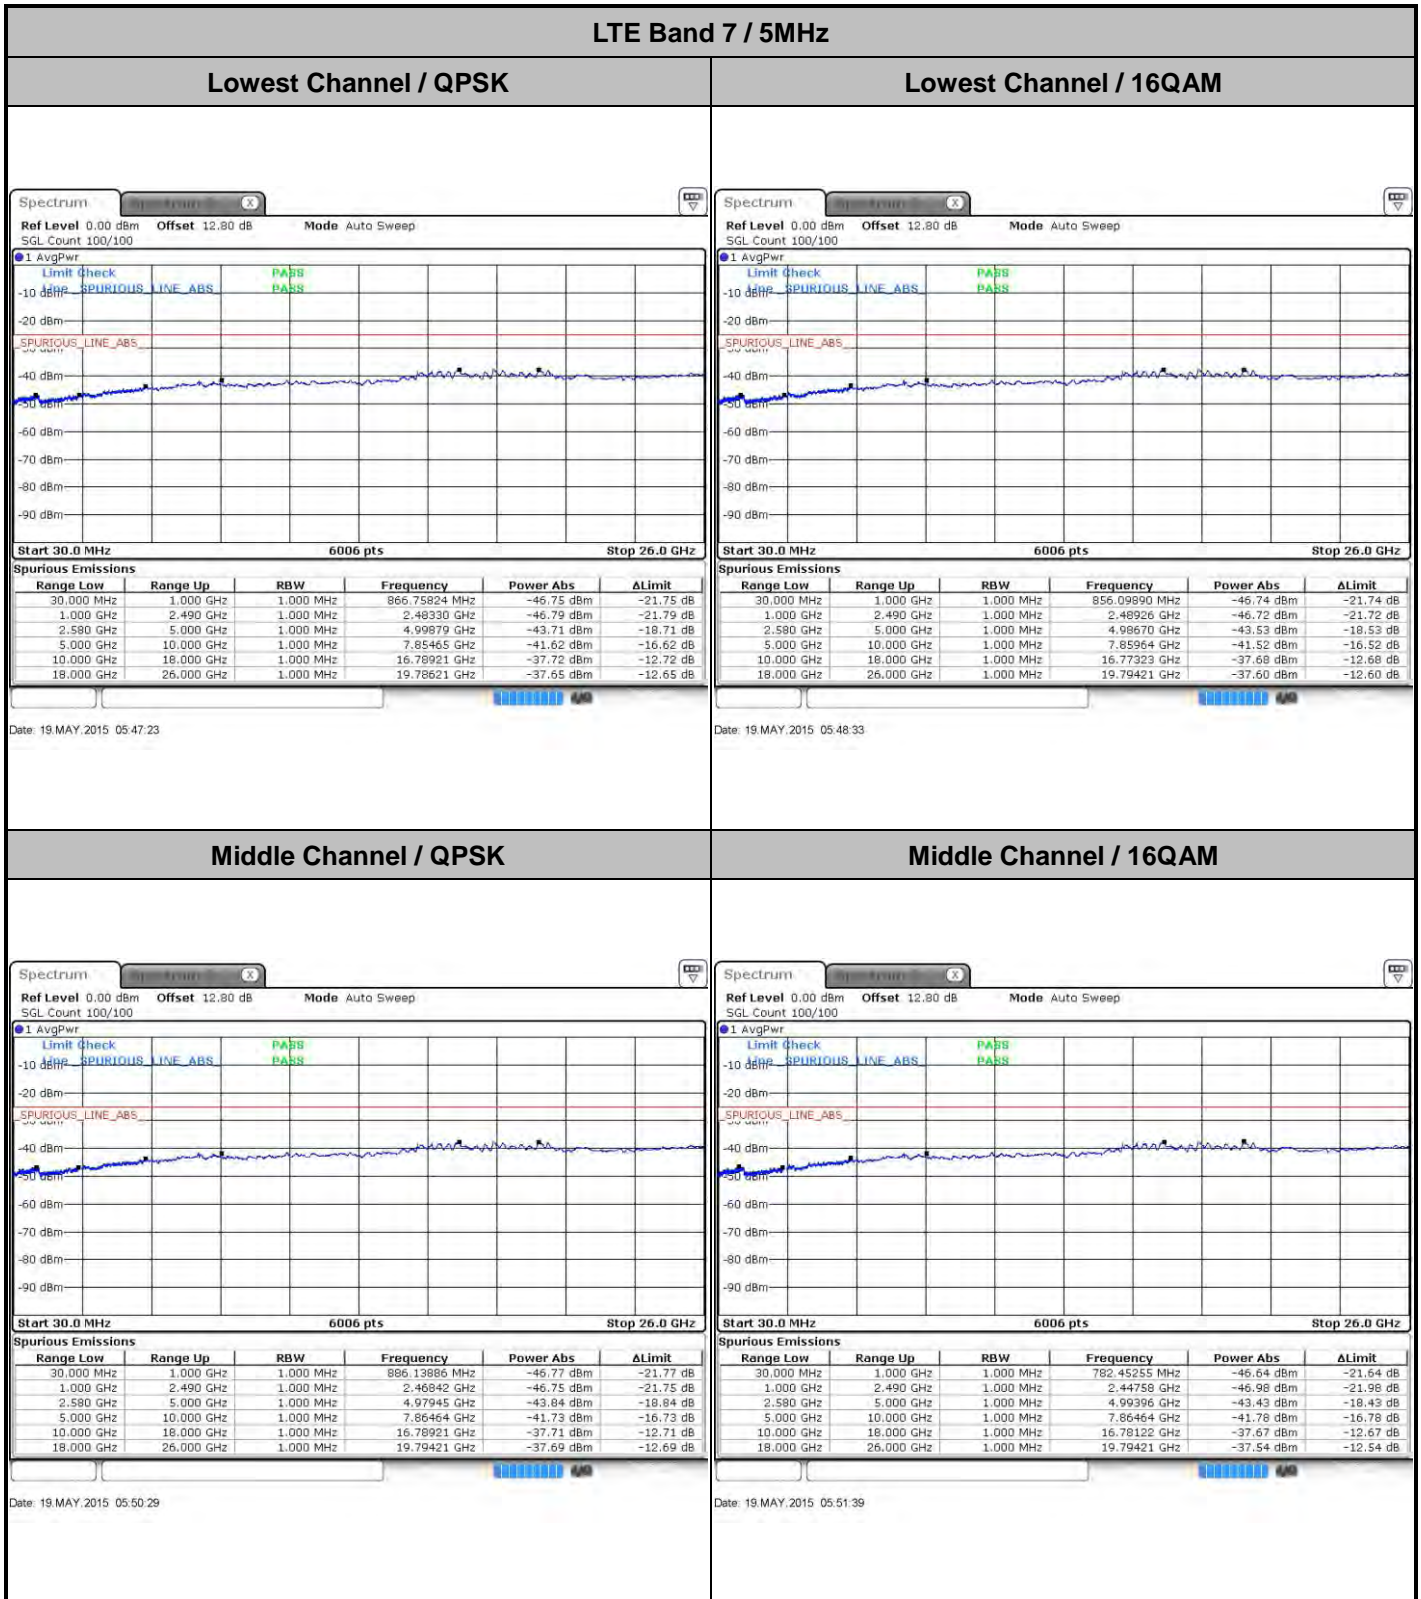 LTE Band 7 / 5MHz
Lowest Channel / QPSK
Lowest Channel / 16QAM
Spectrum
Ref Level 0.00 dBm Offset 12.80 dB Mode Auto Sweep
SGL Count 100/100
1 AvgPwr
Limit Check PASS
Line _SPURIOUS_LINE_ABS_ PASS
-10 dBm
-20 dBm
_SPURIOUS_LINE_ABS_
-30 dBm
-40 dBm
-50 dBm
-60 dBm
-70 dBm
-80 dBm
-90 dBm
Start 30.0 MHz 6006 pts Stop 26.0 GHz
Spurious Emissions
Range Low Range Up RBW Frequency Power Abs ΔLimit
30.000 MHz 1.000 GHz 1.000 MHz 866.75824 MHz -46.75 dBm -21.75 dB
1.000 GHz 2.490 GHz 1.000 MHz 2.48330 GHz -46.79 dBm -21.79 dB
2.580 GHz 5.000 GHz 1.000 MHz 4.99879 GHz -43.71 dBm -18.71 dB
5.000 GHz 10.000 GHz 1.000 MHz 7.85465 GHz -41.62 dBm -16.62 dB
10.000 GHz 18.000 GHz 1.000 MHz 16.78921 GHz -37.72 dBm -12.72 dB
18.000 GHz 26.000 GHz 1.000 MHz 19.78621 GHz -37.65 dBm -12.65 dB
Date: 19.MAY.2015 05:47:23
Spectrum
Ref Level 0.00 dBm Offset 12.80 dB Mode Auto Sweep
SGL Count 100/100
1 AvgPwr
Limit Check PASS
Line _SPURIOUS_LINE_ABS_ PASS
-10 dBm
-20 dBm
_SPURIOUS_LINE_ABS_
-30 dBm
-40 dBm
-50 dBm
-60 dBm
-70 dBm
-80 dBm
-90 dBm
Start 30.0 MHz 6006 pts Stop 26.0 GHz
Spurious Emissions
Range Low Range Up RBW Frequency Power Abs ΔLimit
30.000 MHz 1.000 GHz 1.000 MHz 856.09890 MHz -46.74 dBm -21.74 dB
1.000 GHz 2.490 GHz 1.000 MHz 2.48926 GHz -46.72 dBm -21.72 dB
2.580 GHz 5.000 GHz 1.000 MHz 4.98670 GHz -43.53 dBm -18.53 dB
5.000 GHz 10.000 GHz 1.000 MHz 7.85964 GHz -41.52 dBm -16.52 dB
10.000 GHz 18.000 GHz 1.000 MHz 16.77323 GHz -37.68 dBm -12.68 dB
18.000 GHz 26.000 GHz 1.000 MHz 19.79421 GHz -37.60 dBm -12.60 dB
Date: 19.MAY.2015 05:48:33
Middle Channel / QPSK
Middle Channel / 16QAM
Spectrum
Ref Level 0.00 dBm Offset 12.80 dB Mode Auto Sweep
SGL Count 100/100
1 AvgPwr
Limit Check PASS
Line _SPURIOUS_LINE_ABS_ PASS
-10 dBm
-20 dBm
_SPURIOUS_LINE_ABS_
-30 dBm
-40 dBm
-50 dBm
-60 dBm
-70 dBm
-80 dBm
-90 dBm
Start 30.0 MHz 6006 pts Stop 26.0 GHz
Spurious Emissions
Range Low Range Up RBW Frequency Power Abs ΔLimit
30.000 MHz 1.000 GHz 1.000 MHz 886.13886 MHz -46.77 dBm -21.77 dB
1.000 GHz 2.490 GHz 1.000 MHz 2.46842 GHz -46.75 dBm -21.75 dB
2.580 GHz 5.000 GHz 1.000 MHz 4.97945 GHz -43.84 dBm -18.84 dB
5.000 GHz 10.000 GHz 1.000 MHz 7.86464 GHz -41.73 dBm -16.73 dB
10.000 GHz 18.000 GHz 1.000 MHz 16.78921 GHz -37.71 dBm -12.71 dB
18.000 GHz 26.000 GHz 1.000 MHz 19.79421 GHz -37.69 dBm -12.69 dB
Date: 19.MAY.2015 05:50:29
Spectrum
Ref Level 0.00 dBm Offset 12.80 dB Mode Auto Sweep
SGL Count 100/100
1 AvgPwr
Limit Check PASS
Line _SPURIOUS_LINE_ABS_ PASS
-10 dBm
-20 dBm
_SPURIOUS_LINE_ABS_
-30 dBm
-40 dBm
-50 dBm
-60 dBm
-70 dBm
-80 dBm
-90 dBm
Start 30.0 MHz 6006 pts Stop 26.0 GHz
Spurious Emissions
Range Low Range Up RBW Frequency Power Abs ΔLimit
30.000 MHz 1.000 GHz 1.000 MHz 782.45255 MHz -46.64 dBm -21.64 dB
1.000 GHz 2.490 GHz 1.000 MHz 2.44758 GHz -46.98 dBm -21.98 dB
2.580 GHz 5.000 GHz 1.000 MHz 4.99396 GHz -43.43 dBm -18.43 dB
5.000 GHz 10.000 GHz 1.000 MHz 7.86464 GHz -41.78 dBm -16.78 dB
10.000 GHz 18.000 GHz 1.000 MHz 16.78122 GHz -37.67 dBm -12.67 dB
18.000 GHz 26.000 GHz 1.000 MHz 19.79421 GHz -37.54 dBm -12.54 dB
Date: 19.MAY.2015 05:51:39